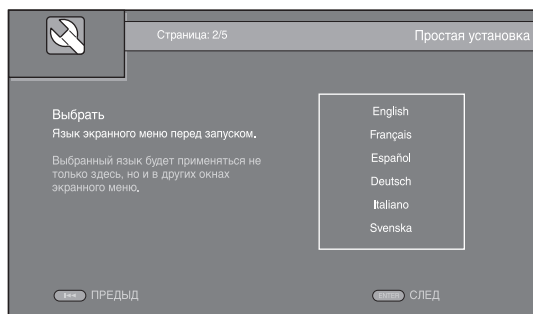 Страница: 2/5
Простая установка
Выбрать
Язык экранного меню перед запуском.
Выбранный язык будет применяться не
только здесь, но и в других окнах
экранного меню.
English
Français
Español
Deutsch
Italiano
Svenska
ПРЕДЫД
ENTER СЛЕД